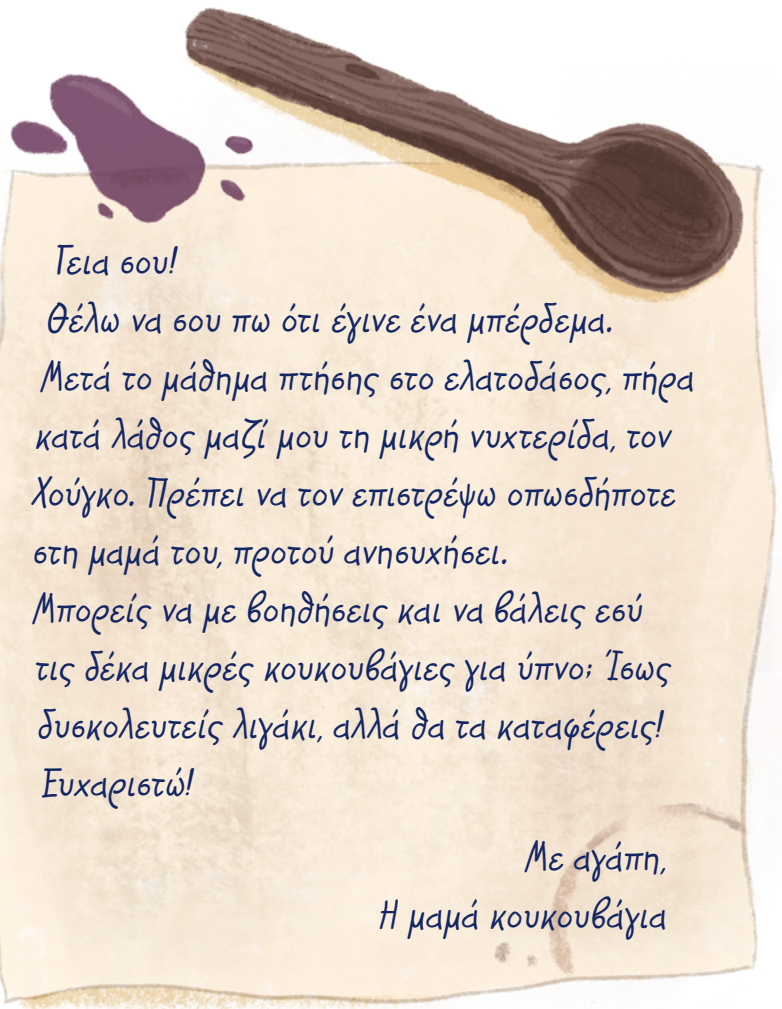 Γεια σου!
Θέλω να σου πω ότι έγινε ένα μπέρδεμα.
Μετά το μάθημα πτήσης στο ελατοδάσος, πήρα
κατά λάθος μαζί μου τη μικρή νυχτερίδα, τον
Χούγκο. Πρέπει να τον επιστρέψω οπωσδήποτε
στη μαμά του, προτού ανησυχήσει.
Μπορείς να με βοηθήσεις και να βάλεις εσύ
τις δέκα μικρές κουκουβάγιες για ύπνο; Ίσως
δυσκολευτείς λιγάκι, αλλά θα τα καταφέρεις!
Ευχαριστώ!
Με αγάπη,
Η μαμά κουκουβάγια